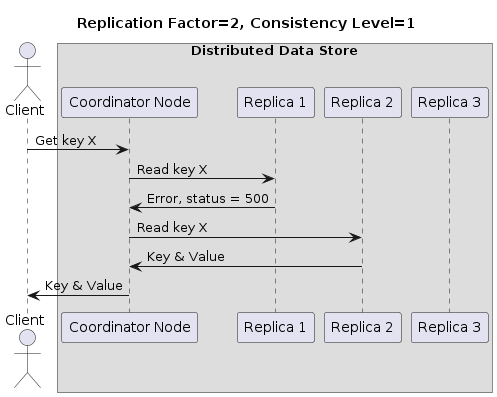 Replication Factor=2, Consistency Level=1
Distributed Data Store
Client
Coordinator Node
Replica 1
Replica 2
Replica 3
Get key X
Read key X
Error, status = 500
Read key X
Key & Value
Key & Value
Client
Coordinator Node
Replica 1
Replica 2
Replica 3